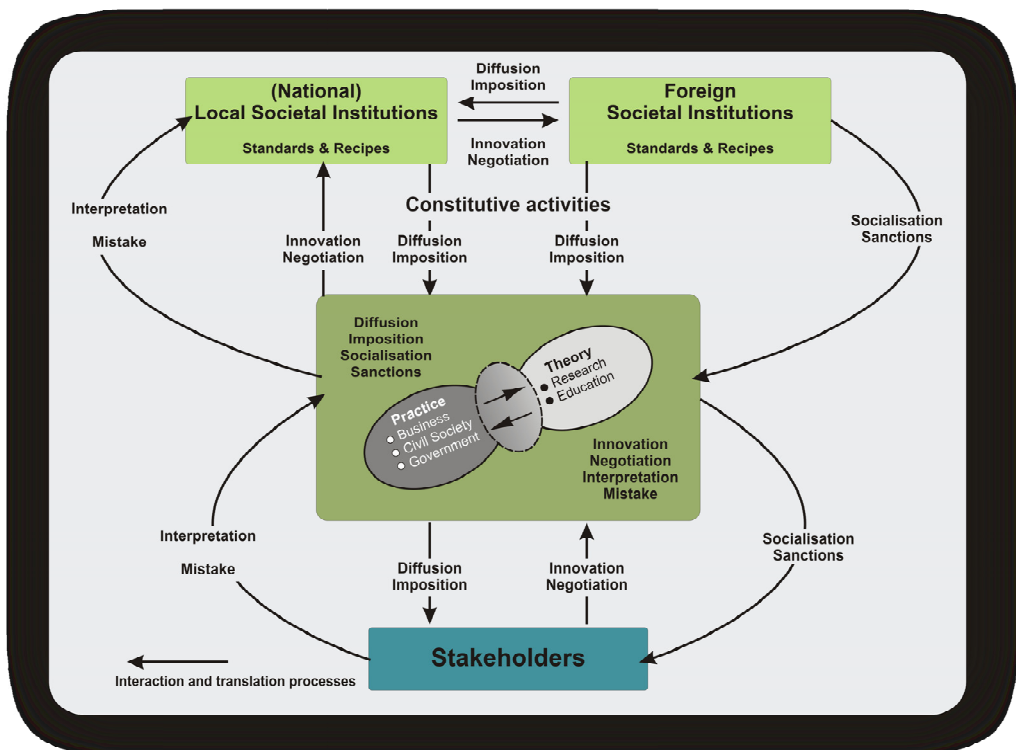 Diffusion
Imposition
(National)
Local Societal Institutions
Standards & Recipes
Foreign
Societal Institutions
Standards & Recipes
Innovation
Negotiation
Constitutive activities
Interpretation
Mistake
Innovation
Negotiation
Diffusion
Imposition
Diffusion
Imposition
Socialisation
Sanctions
Diffusion
Imposition
Socialisation
Sanctions
Theory
Research
Education
Practice
Business
Civil Society
Government
Innovation
Negotiation
Interpretation
Mistake
Interpretation
Mistake
Diffusion
Imposition
Innovation
Negotiation
Socialisation
Sanctions
Stakeholders
Interaction and translation processes